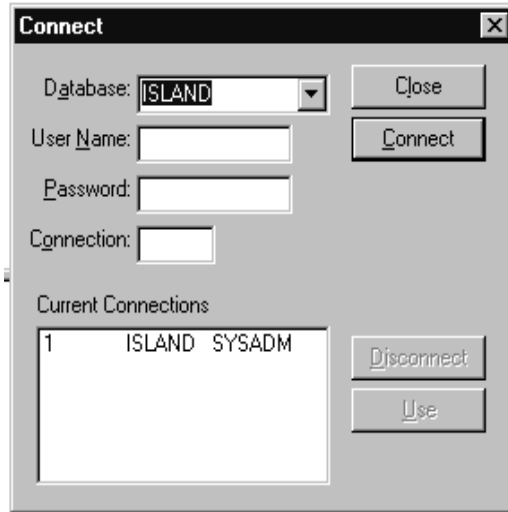 Connect
Database: ISLAND
Close
User Name:
Connect
Password:
Connection:
Current Connections
1 ISLAND SYSADM
Disconnect
Use